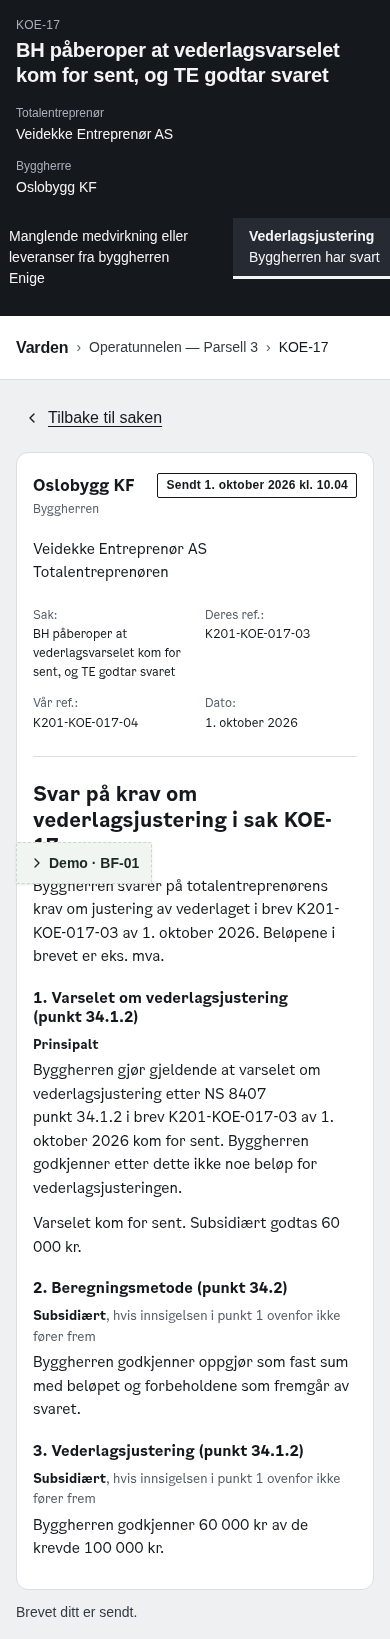 KOE-17
BH påberoper at vederlagsvarselet
kom for sent, og TE godtar svaret
Totalentreprenør
Veidekke Entreprenør AS
Byggherre
Oslobygg KF
Manglende medvirkning eller
leveranser fra byggherren
Enige
Vederlagsjustering
Byggherren har svart
Varden › Operatunnelen — Parsell 3 › KOE-17
Tilbake til saken
Oslobygg KF
Sendt 1. oktober 2026 kl. 10.04
Byggherren
Veidekke Entreprenør AS
Totalentreprenøren
Sak:
BH påberoper at
vederlagsvarselet kom for
sent, og TE godtar svaret
Deres ref.:
K201-KOE-017-03
Vår ref.:
K201-KOE-017-04
Dato:
1. oktober 2026
Svar på krav om
vederlagsjustering i sak KOE-
17
Demo · BF-01
Byggherren svarer på totalentreprenørens
krav om justering av vederlaget i brev K201-
KOE-017-03 av 1. oktober 2026. Beløpene i
brevet er eks. mva.
1. Varselet om vederlagsjustering
(punkt 34.1.2)
Prinsipalt
Byggherren gjør gjeldende at varselet om
vederlagsjustering etter NS 8407
punkt 34.1.2 i brev K201-KOE-017-03 av 1.
oktober 2026 kom for sent. Byggherren
godkjenner etter dette ikke noe beløp for
vederlagsjusteringen.
Varselet kom for sent. Subsidiært godtas 60
000 kr.
2. Beregningsmetode (punkt 34.2)
Subsidiært, hvis innsigelsen i punkt 1 ovenfor ikke
fører frem
Byggherren godkjenner oppgjør som fast sum
med beløpet og forbeholdene som fremgår av
svaret.
3. Vederlagsjustering (punkt 34.1.2)
Subsidiært, hvis innsigelsen i punkt 1 ovenfor ikke
fører frem
Byggherren godkjenner 60 000 kr av de
krevde 100 000 kr.
Brevet ditt er sendt.